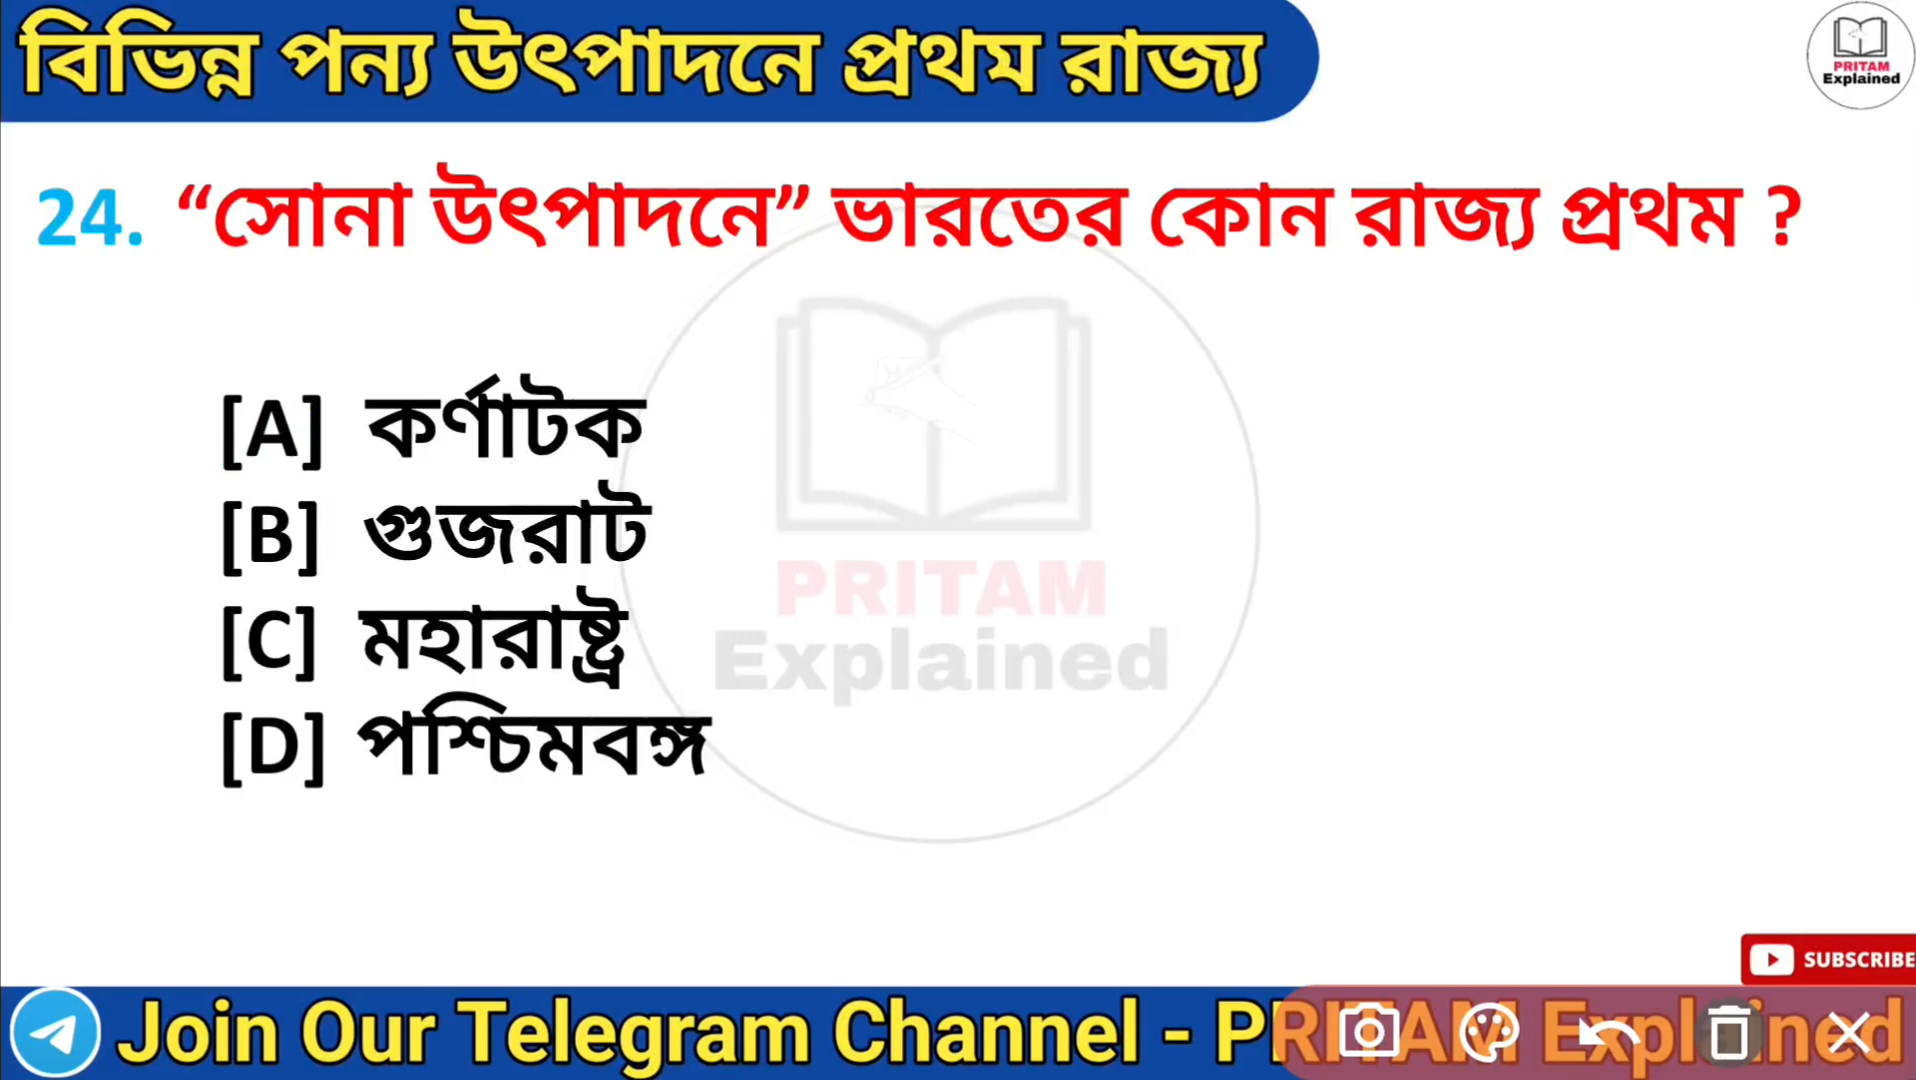 বিভিন্ন পন্য উৎপাদনে প্রথম রাজ্য
PRITAM
Explained
24. “সোনা উৎপাদনে” ভারতের কোন রাজ্য প্রথম ?
[A] কর্ণাটক
[B] গুজরাট
[C] মহারাষ্ট্র
[D] পশ্চিমবঙ্গ
PRITAM
Explained
SUBSCRIBE
Join Our Telegram Channel - PRITAM Explained